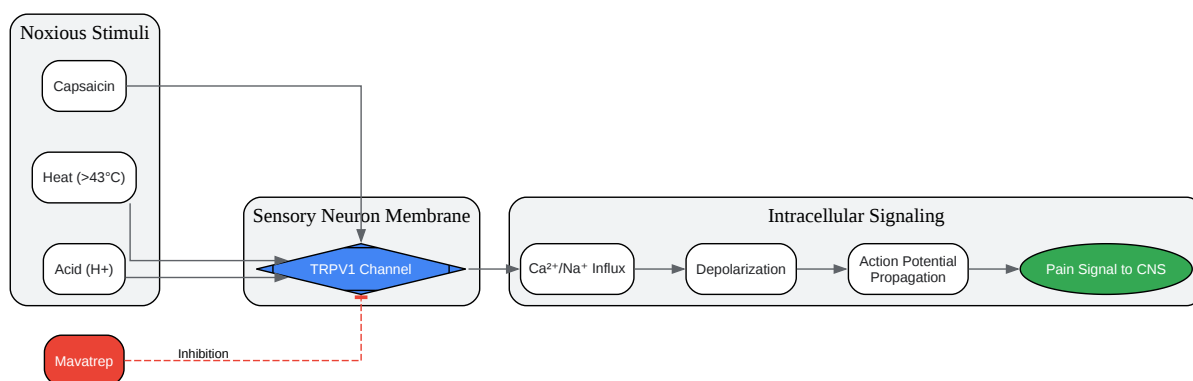 Noxious Stimuli
Capsaicin
Heat (>43°C)
Acid (H+)
Mavatrep
Inhibition
Sensory Neuron Membrane
TRPV1 Channel
Intracellular Signaling
Ca²⁺/Na⁺ Influx
Depolarization
Action Potential
Propagation
Pain Signal to CNS